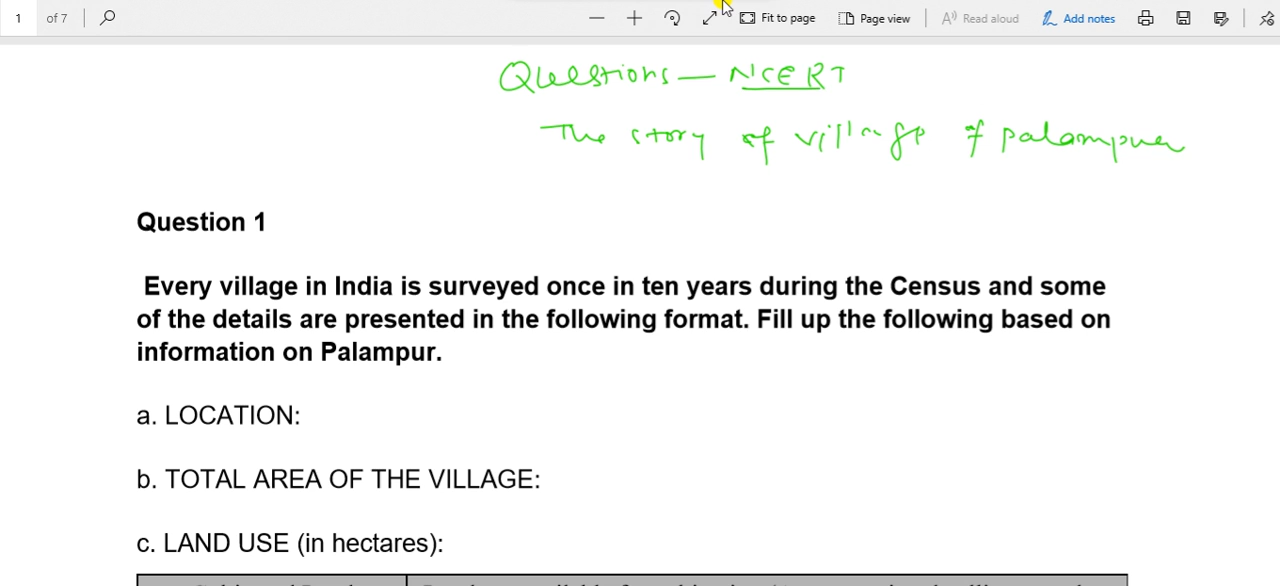 1 of 7 Fit to page Page view Read aloud Add notes
Questions — NCERT
The story of village of palampur
Question 1
Every village in India is surveyed once in ten years during the Census and some
of the details are presented in the following format. Fill up the following based on
information on Palampur.
a. LOCATION:
b. TOTAL AREA OF THE VILLAGE:
c. LAND USE (in hectares):